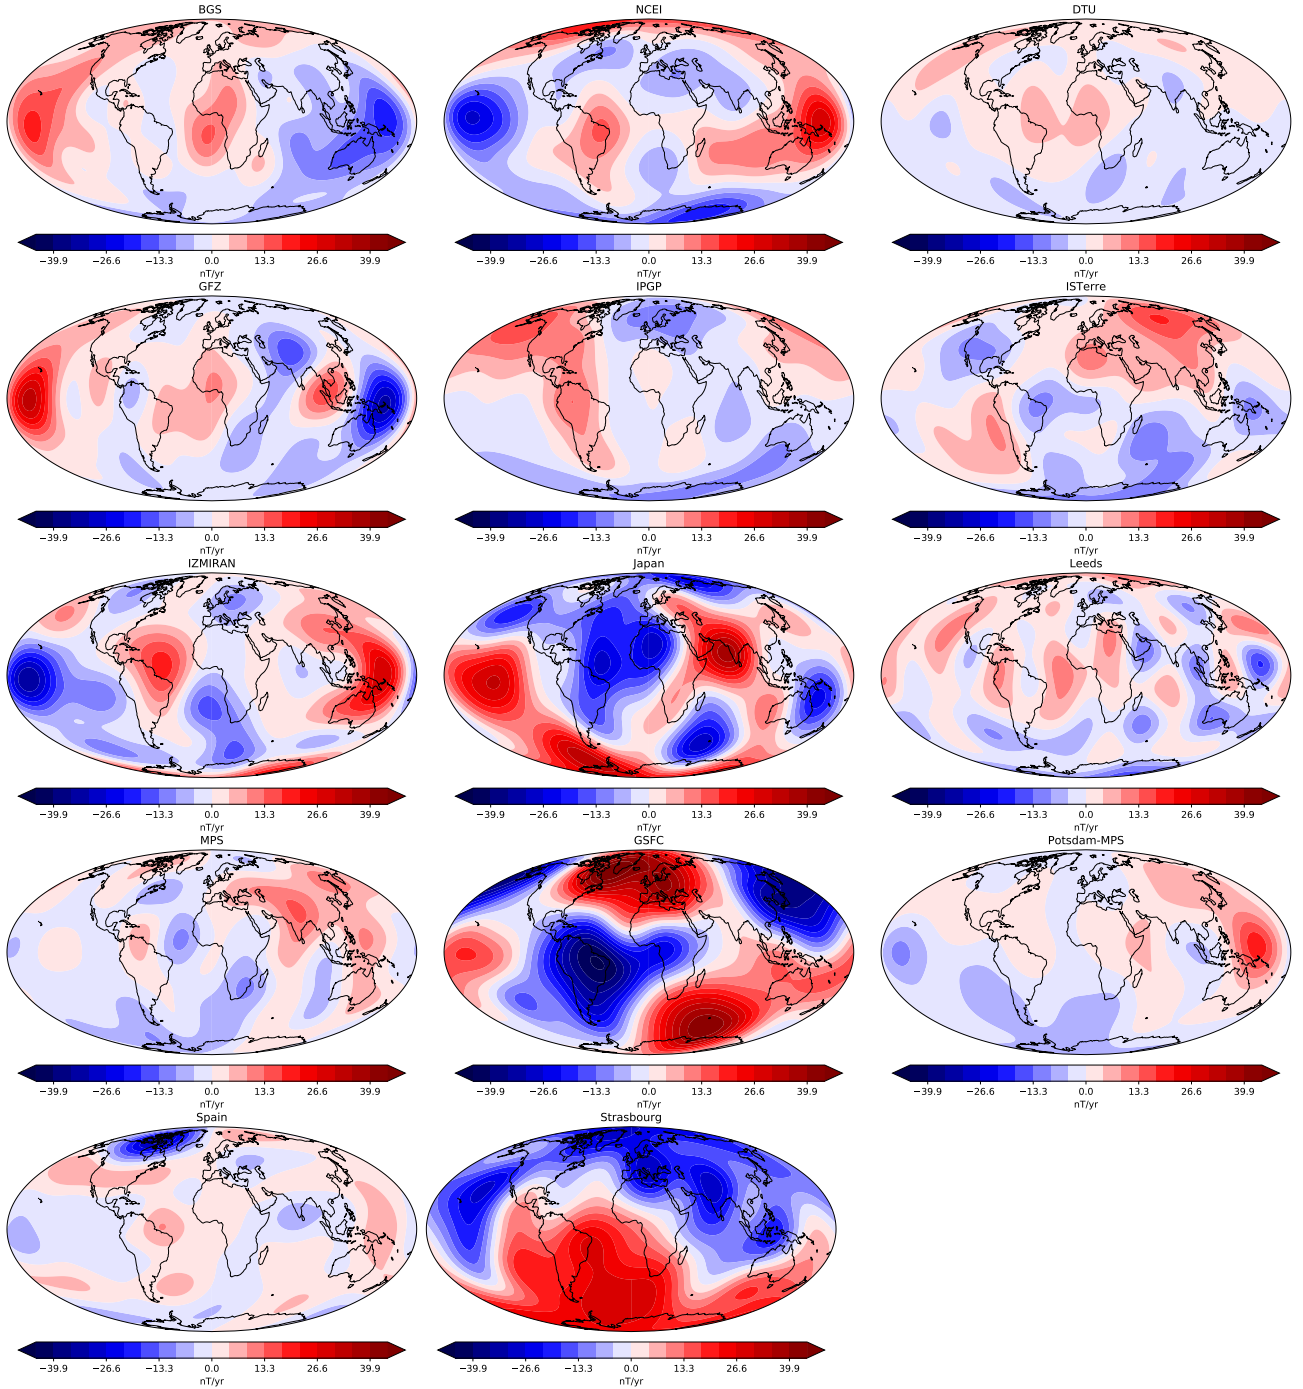 BGS NCEI DTU
−39.9 −26.6 −13.3 0.0 13.3 26.6 39.9 −39.9 −26.6 −13.3 0.0 13.3 26.6 39.9 −39.9 −26.6 −13.3 0.0 13.3 26.6 39.9
nT/yr nT/yr nT/yr
GFZ IPGP ISTerre
−39.9 −26.6 −13.3 0.0 13.3 26.6 39.9 −39.9 −26.6 −13.3 0.0 13.3 26.6 39.9 −39.9 −26.6 −13.3 0.0 13.3 26.6 39.9
nT/yr nT/yr nT/yr
IZMIRAN Japan Leeds
−39.9 −26.6 −13.3 0.0 13.3 26.6 39.9 −39.9 −26.6 −13.3 0.0 13.3 26.6 39.9 −39.9 −26.6 −13.3 0.0 13.3 26.6 39.9
nT/yr nT/yr nT/yr
MPS GSFC Potsdam-MPS
−39.9 −26.6 −13.3 0.0 13.3 26.6 39.9 −39.9 −26.6 −13.3 0.0 13.3 26.6 39.9 −39.9 −26.6 −13.3 0.0 13.3 26.6 39.9
nT/yr nT/yr nT/yr
Spain Strasbourg
−39.9 −26.6 −13.3 0.0 13.3 26.6 39.9 −39.9 −26.6 −13.3 0.0 13.3 26.6 39.9
nT/yr nT/yr